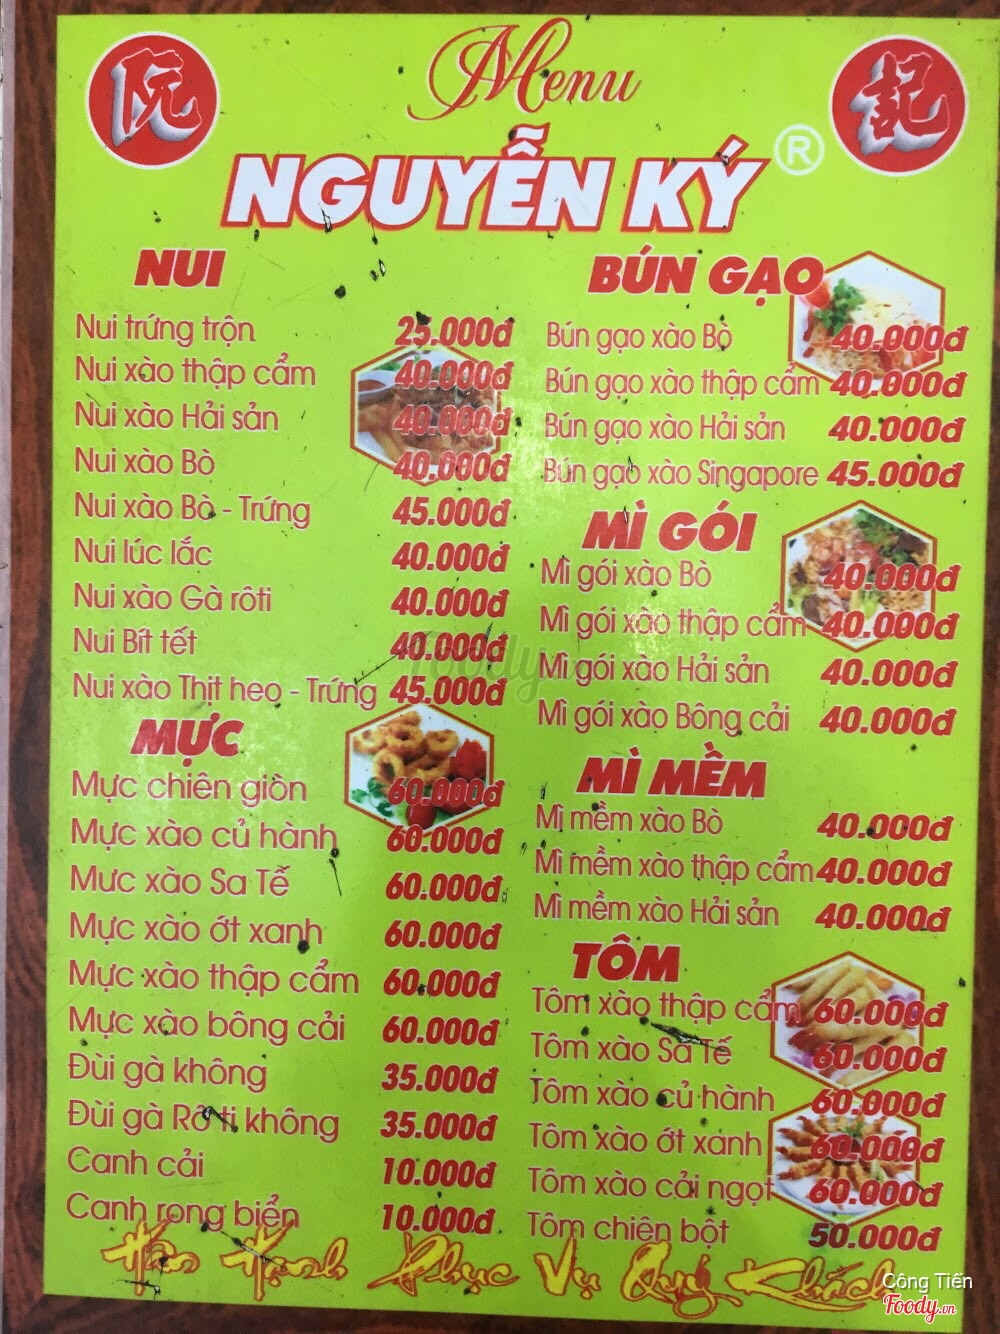 Menu
阮
記
NGUYỄN KÝ ®
NUI
Nui trứng trộn 25.000đ
Nui xào thập cẩm 40.000đ
Nui xào Hải sản 40.000đ
Nui xào Bò 40.000đ
Nui xào Bò - Trứng 45.000đ
Nui lúc lắc 40.000đ
Nui xào Gà rôti 40.000đ
Nui Bít tết 40.000đ
Nui xào Thịt heo - Trứng 45.000đ
MỰC
Mực chiên giòn 60.000đ
Mực xào củ hành 60.000đ
Mưc xào Sa Tế 60.000đ
Mực xào ớt xanh 60.000đ
Mực xào thập cẩm 60.000đ
Mực xào bông cải 60.000đ
Đùi gà không 35.000đ
Đùi gà Rô ti không 35.000đ
Canh cải 10.000đ
Canh rong biển 10.000đ
BÚN GẠO
Bún gạo xào Bò 40.000đ
Bún gạo xào thập cẩm 40.000đ
Bún gạo xào Hải sản 40.000đ
Bún gạo xào Singapore 45.000đ
MÌ GÓI
Mì gói xào Bò 40.000đ
Mì gói xào thập cẩm 40.000đ
Mì gói xào Hải sản 40.000đ
Mì gói xào Bông cải 40.000đ
MÌ MỀM
Mì mềm xào Bò 40.000đ
Mì mềm xào thập cẩm 40.000đ
Mì mềm xào Hải sản 40.000đ
TÔM
Tôm xào thập cẩm 60.000đ
Tôm xào Sa Tế 60.000đ
Tôm xào củ hành 60.000đ
Tôm xào ớt xanh 60.000đ
Tôm xào cải ngọt 60.000đ
Tôm chiên bột 50.000đ
Hân Hạnh Phục Vụ Quý Khách
Foody
Công Tiến
Foody.vn